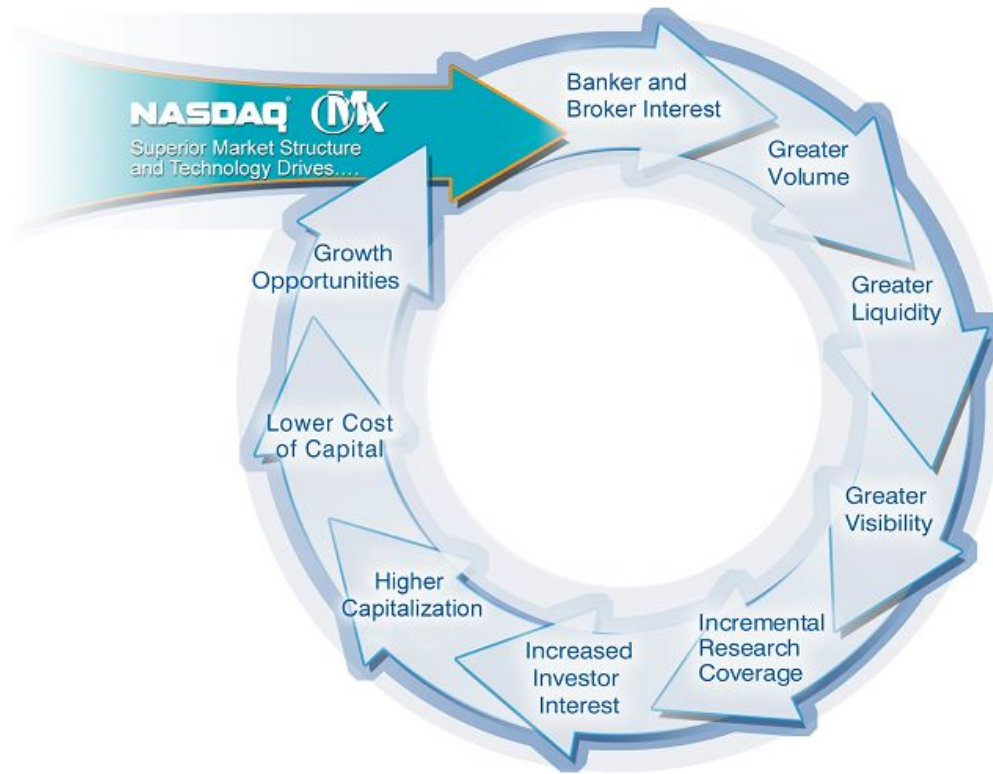 NASDAQ OMX
Superior Market Structure
and Technology Drives....
Banker and
Broker Interest
Greater
Volume
Greater
Liquidity
Greater
Visibility
Incremental
Research
Coverage
Increased
Investor
Interest
Higher
Capitalization
Lower Cost
of Capital
Growth
Opportunities